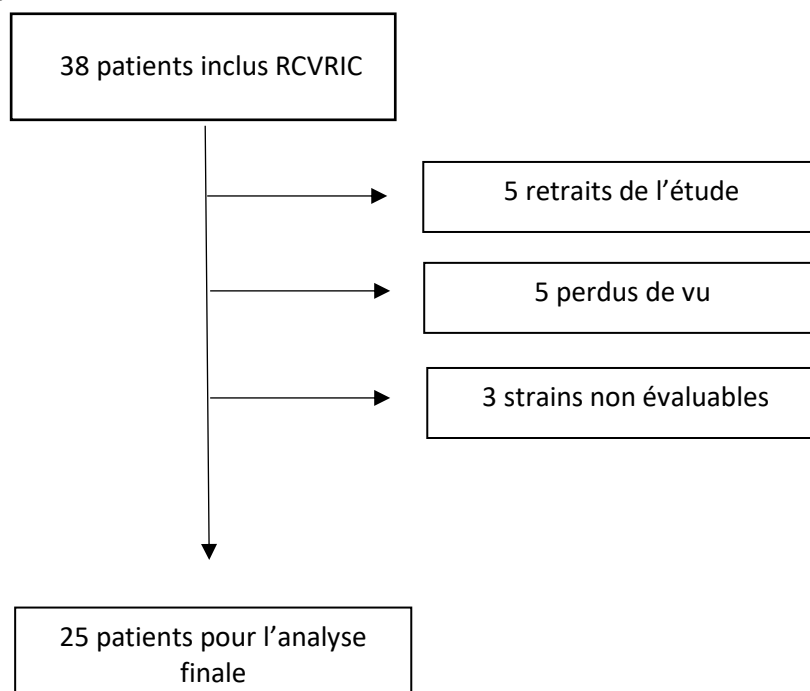 38 patients inclus RCVRIC
5 retraits de l’étude
5 perdus de vu
3 strains non évaluables
25 patients pour l’analyse
finale